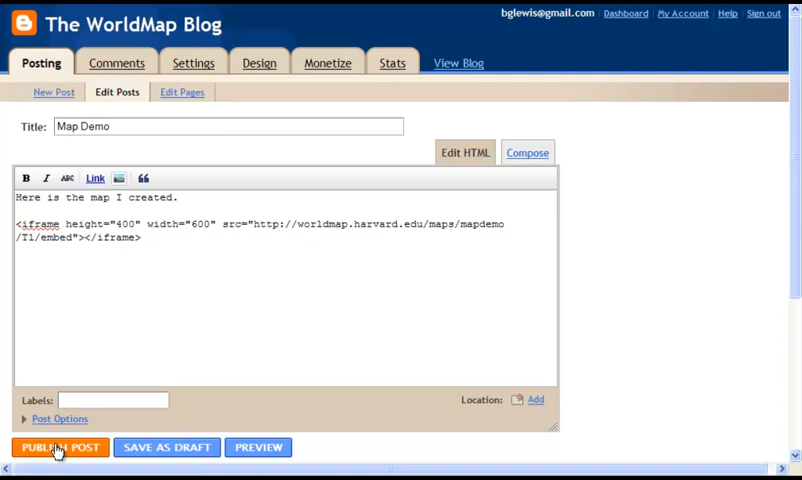 The WorldMap Blog
bglewis@gmail.com Dashboard My Account Help Sign out
Posting Comments Settings Design Monetize Stats View Blog
New Post Edit Posts Edit Pages
Title: Map Demo
Edit HTML Compose
B I ABC Link
Here is the map I created.
<iframe height="400" width="600" src="http://worldmap.harvard.edu/maps/mapdemo
/T1/embed"></iframe>
Labels: Location: Add
Post Options
PUBLISH POST SAVE AS DRAFT PREVIEW